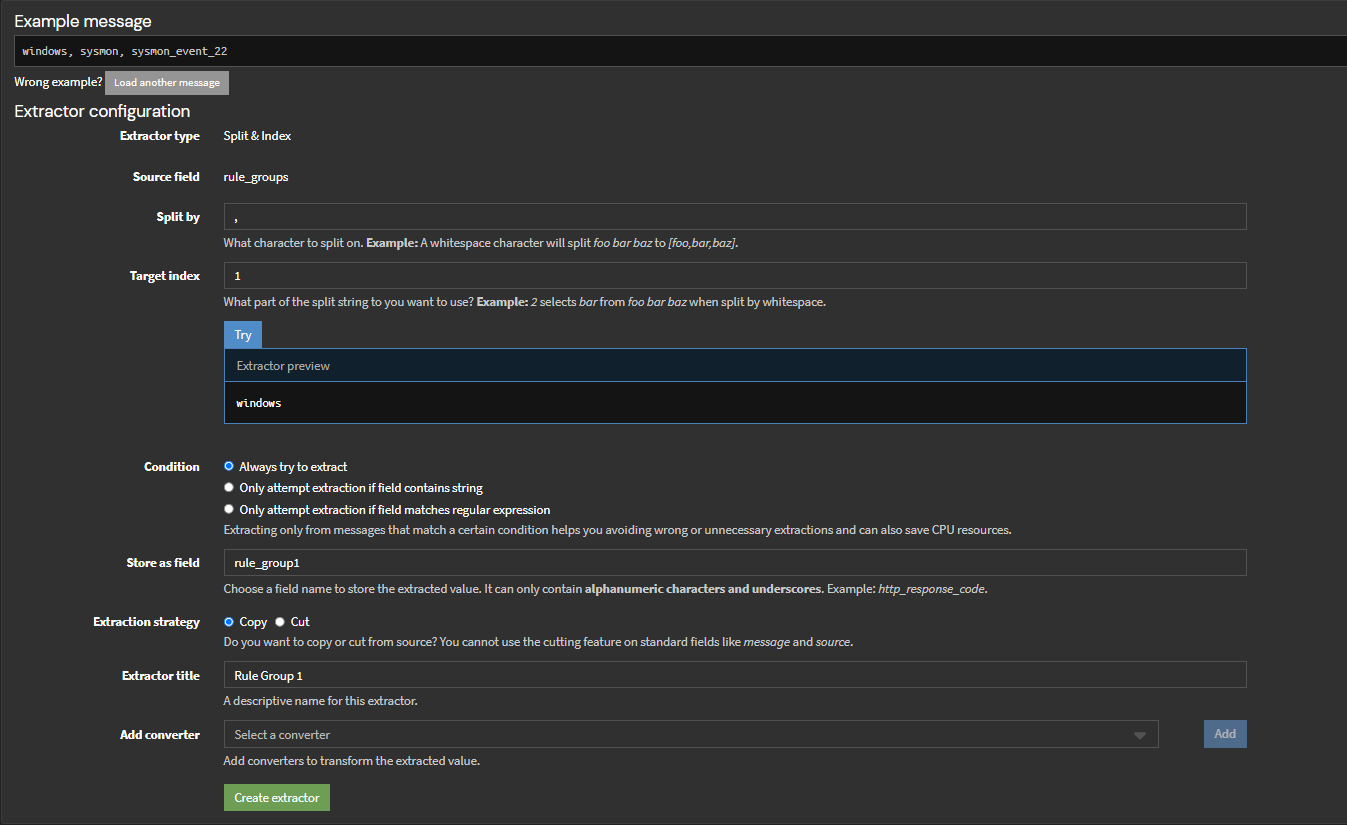 Example message
windows, sysmon, sysmon_event_22
Wrong example? Load another message
Extractor configuration
Extractor type Split & Index
Source field rule_groups
Split by ,
What character to split on. Example: A whitespace character will split foo bar baz to [foo,bar,baz].
Target index 1
What part of the split string to you want to use? Example: 2 selects bar from foo bar baz when split by whitespace.
Try
Extractor preview
windows
Condition Always try to extract
Only attempt extraction if field contains string
Only attempt extraction if field matches regular expression
Extracting only from messages that match a certain condition helps you avoiding wrong or unnecessary extractions and can also save CPU resources.
Store as field rule_group1
Choose a field name to store the extracted value. It can only contain alphanumeric characters and underscores. Example: http_response_code.
Extraction strategy Copy Cut
Do you want to copy or cut from source? You cannot use the cutting feature on standard fields like message and source.
Extractor title Rule Group 1
A descriptive name for this extractor.
Add converter Select a converter Add
Add converters to transform the extracted value.
Create extractor